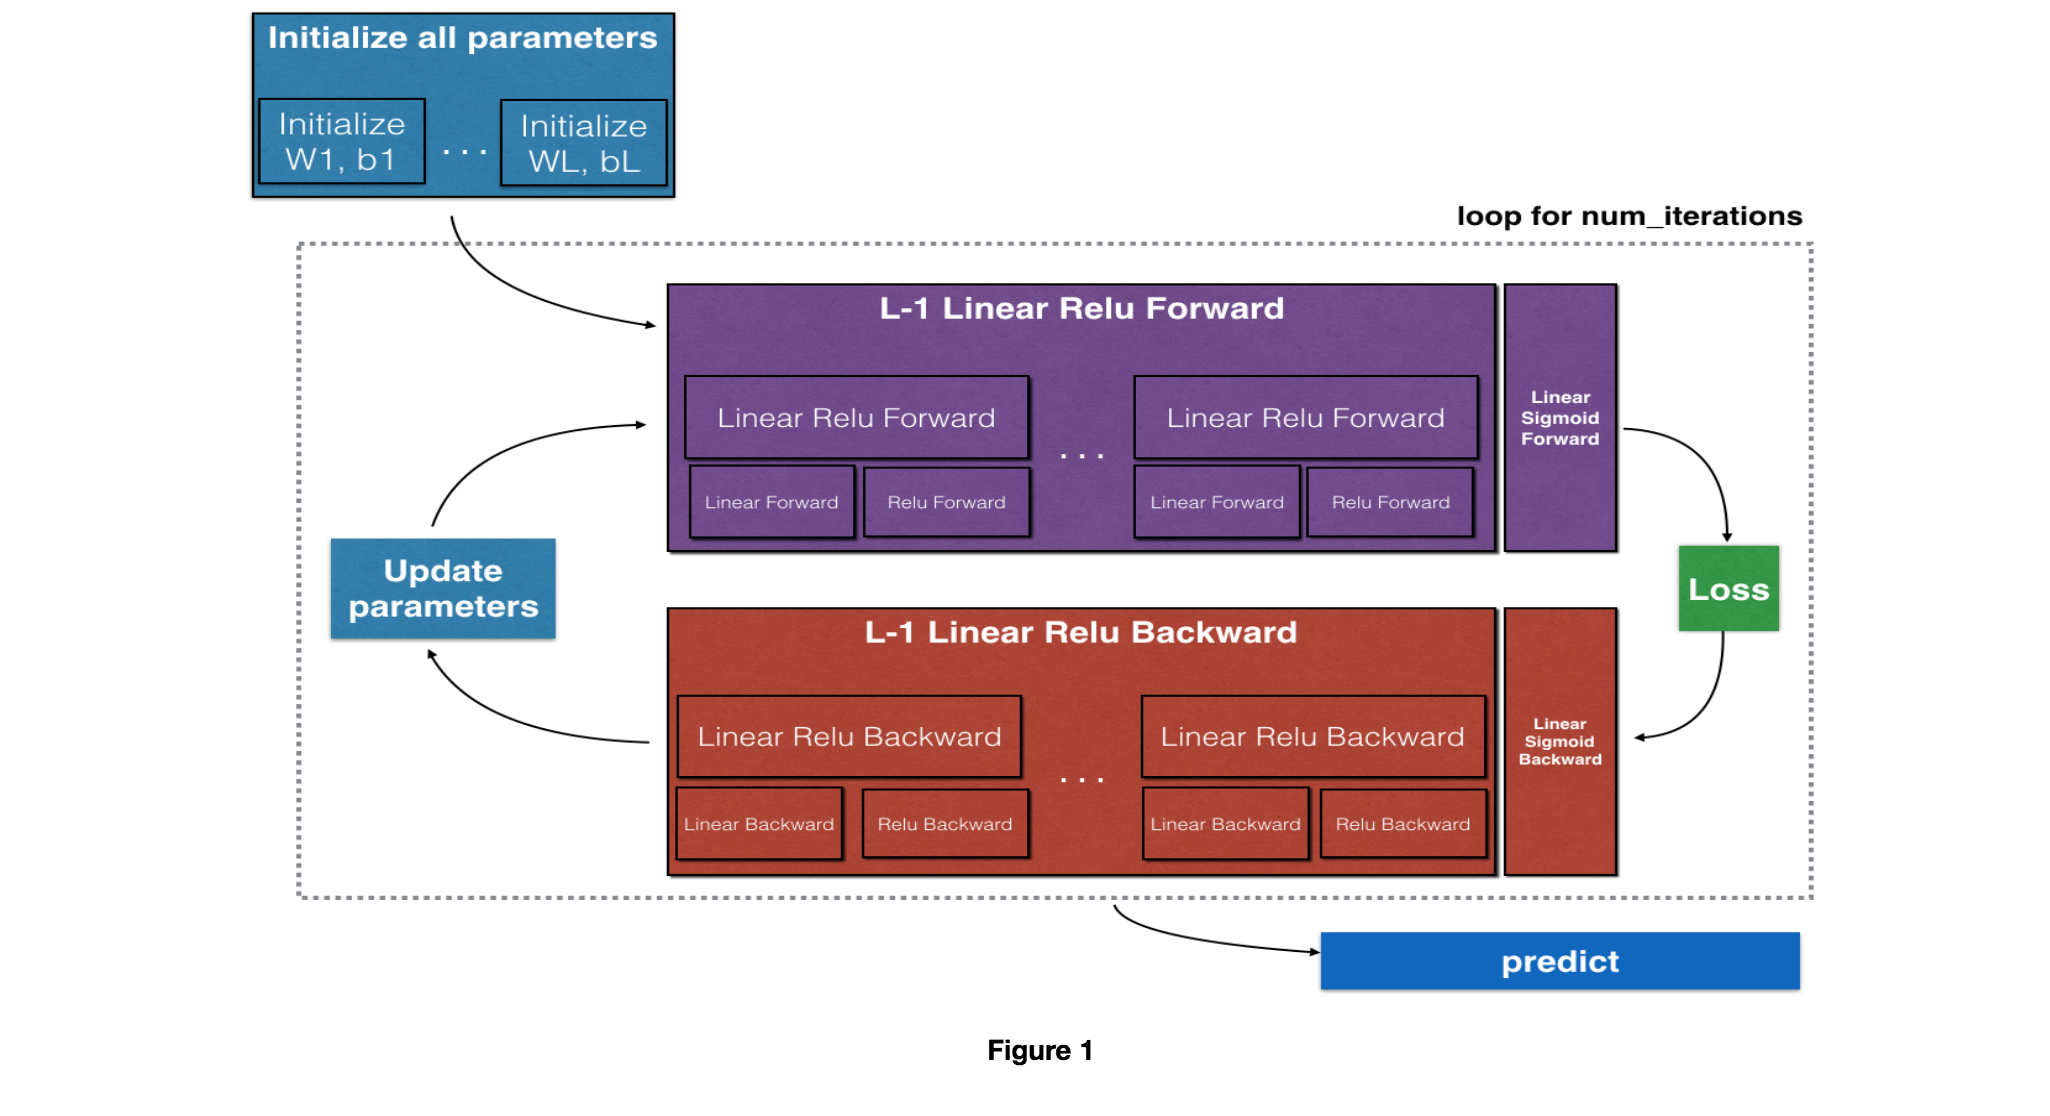 Initialize all parameters
Initialize
W1, b1
. . .
Initialize
WL, bL
loop for num_iterations
L-1 Linear Relu Forward
Linear Relu Forward
. . .
Linear Relu Forward
Linear Forward
Relu Forward
Linear Forward
Relu Forward
Linear
Sigmoid
Forward
Update
parameters
Loss
L-1 Linear Relu Backward
Linear Relu Backward
. . .
Linear Relu Backward
Linear Backward
Relu Backward
Linear Backward
Relu Backward
Linear
Sigmoid
Backward
predict
Figure 1